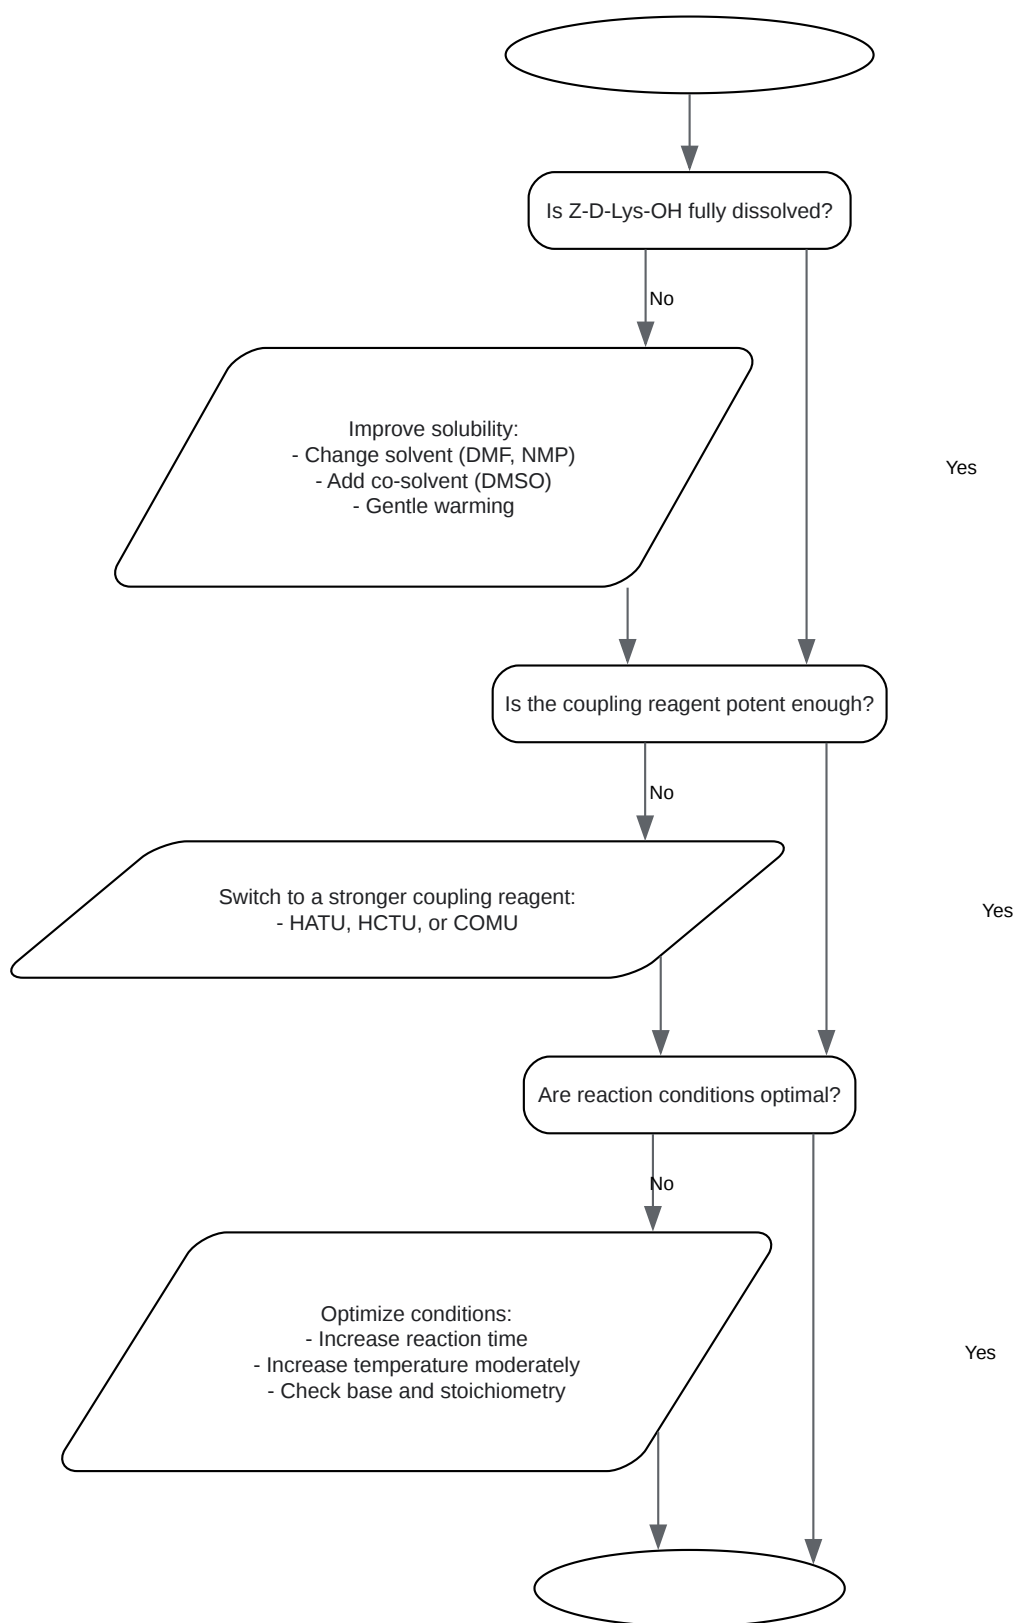 Is Z-D-Lys-OH fully dissolved?
No
Improve solubility:
- Change solvent (DMF, NMP)
- Add co-solvent (DMSO)
- Gentle warming
Yes
Is the coupling reagent potent enough?
No
Switch to a stronger coupling reagent:
- HATU, HCTU, or COMU
Yes
Are reaction conditions optimal?
No
Optimize conditions:
- Increase reaction time
- Increase temperature moderately
- Check base and stoichiometry
Yes